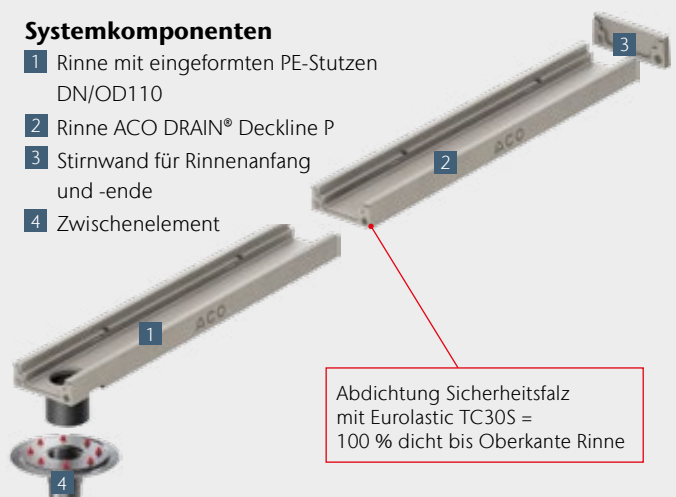 Systemkomponenten
1 Rinne mit eingeformten PE-Stutzen
DN/OD110
2 Rinne ACO DRAIN® Deckline P
3 Stirnwand für Rinnenanfang
und -ende
4 Zwischenelement
3
ACO
2
ACO
1
Abdichtung Sicherheitsfalz
mit Eurolastic TC30S =
100 % dicht bis Oberkante Rinne
4